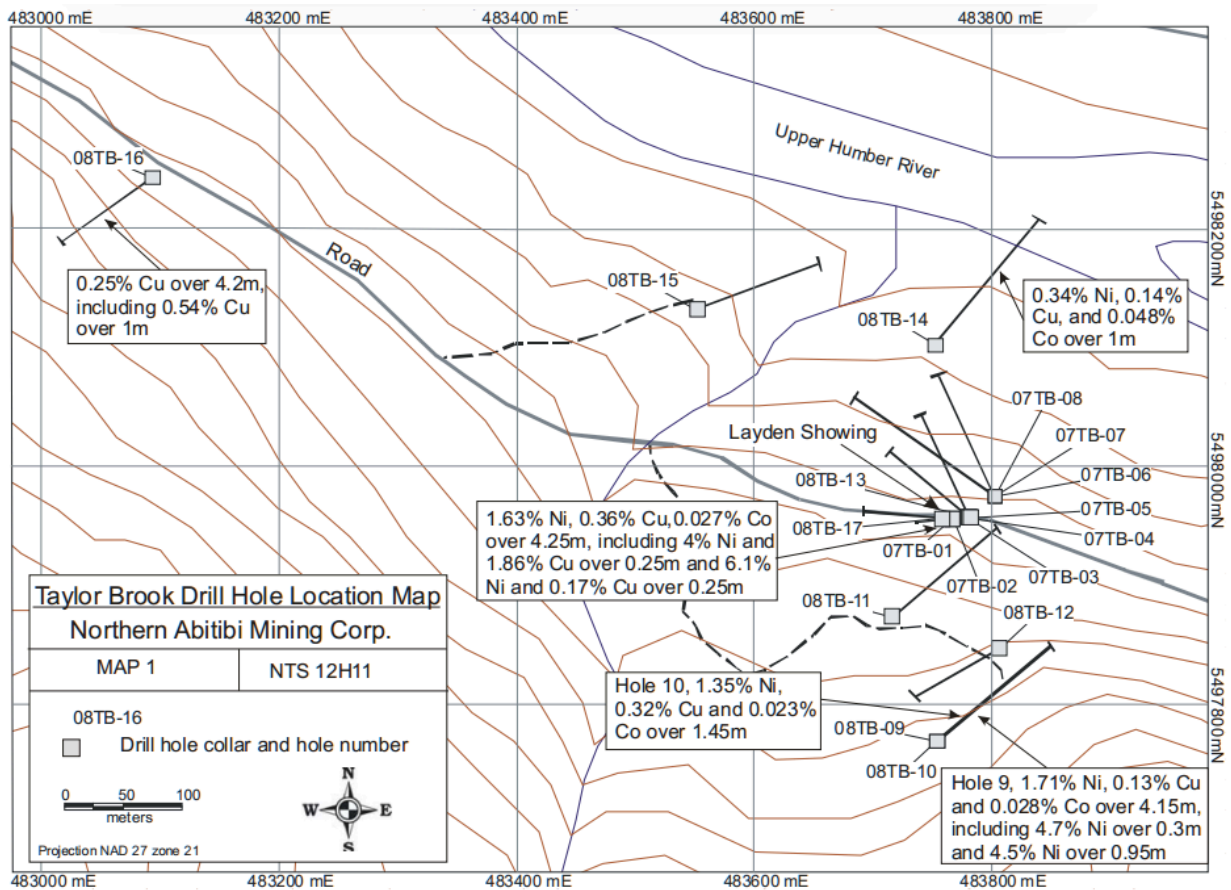 483000 mE
483200 mE
483400 mE
483600 mE
483800 mE
Upper Humber River
08TB-16
5498200mN
Road
0.25% Cu over 4.2m,
including 0.54% Cu
over 1m
08TB-15
0.34% Ni, 0.14%
Cu, and 0.048%
Co over 1m
08TB-14
07TB-08
Layden Showing
07TB-07
07TB-06
08TB-13
5498000mN
07TB-05
1.63% Ni, 0.36% Cu,0.027% Co
over 4.25m, including 4% Ni and
1.86% Cu over 0.25m and 6.1%
Ni and 0.17% Cu over 0.25m
08TB-17
07TB-04
07TB-01
07TB-03
07TB-02
08TB-11
08TB-12
Taylor Brook Drill Hole Location Map
Northern Abitibi Mining Corp.
MAP 1
NTS 12H11
Hole 10, 1.35% Ni,
0.32% Cu and 0.023%
Co over 1.45m
5497800mN
08TB-09
08TB-10
08TB-16
Drill hole collar and hole number
0 50 100
meters
N
W E
S
Projection NAD 27 zone 21
Hole 9, 1.71% Ni, 0.13% Cu
and 0.028% Co over 4.15m,
including 4.7% Ni over 0.3m
and 4.5% Ni over 0.95m
483000 mE
483200 mE
483400 mE
483600 mE
483800 mE